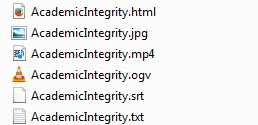 AcademicIntegrity.html
AcademicIntegrity.jpg
AcademicIntegrity.mp4
AcademicIntegrity.ogv
AcademicIntegrity.srt
AcademicIntegrity.txt